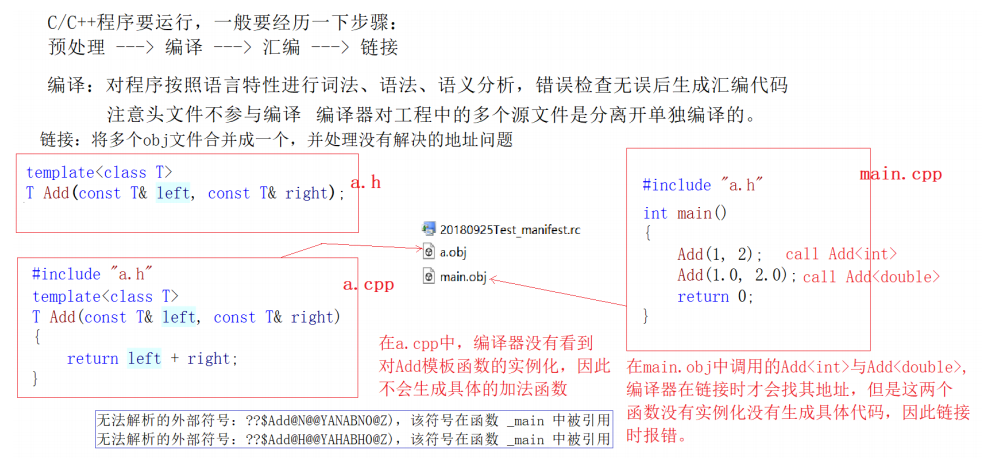 C/C++程序要运行，一般要经历一下步骤：
预处理 ---> 编译 ---> 汇编 ---> 链接
编译：对程序按照语言特性进行词法、语法、语义分析，错误检查无误后生成汇编代码
注意头文件不参与编译 编译器对工程中的多个源文件是分离开单独编译的。
链接：将多个obj文件合并成一个，并处理没有解决的地址问题
template<class T>
T Add(const T& left, const T& right);
a.h
#include "a.h"
template<class T>
T Add(const T& left, const T& right)
{
return left + right;
}
a.cpp
20180925Test_manifest.rc
a.obj
main.obj
main.cpp
#include "a.h"
int main()
{
Add(1, 2); call Add<int>
Add(1.0, 2.0); call Add<double>
return 0;
}
在a.cpp中，编译器没有看到
对Add模板函数的实例化，因此
不会生成具体的加法函数
在main.obj中调用的Add<int>与Add<double>,
编译器在链接时才会找其地址，但是这两个
函数没有实例化没有生成具体代码，因此链接
时报错。
无法解析的外部符号：??$Add@N@@YANABNO@Z)，该符号在函数 _main 中被引用
无法解析的外部符号：??$Add@H@@YAHABHO@Z)，该符号在函数 _main 中被引用